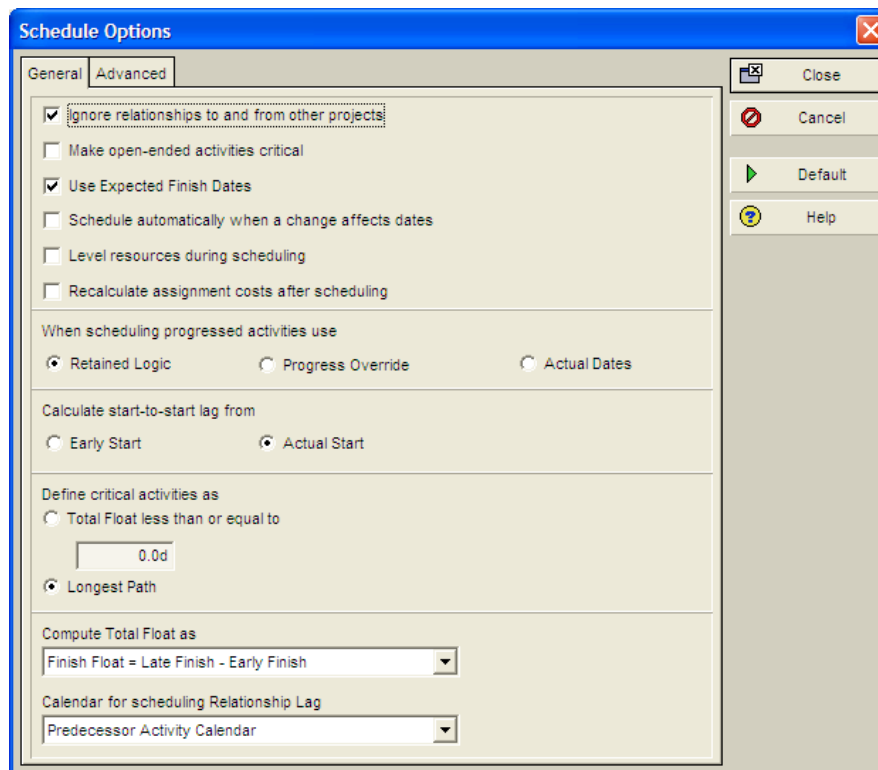 Schedule Options
General Advanced
Ignore relationships to and from other projects
Make open-ended activities critical
Use Expected Finish Dates
Schedule automatically when a change affects dates
Level resources during scheduling
Recalculate assignment costs after scheduling
When scheduling progressed activities use
Retained Logic Progress Override Actual Dates
Calculate start-to-start lag from
Early Start Actual Start
Define critical activities as
Total Float less than or equal to
0.0d
Longest Path
Compute Total Float as
Finish Float = Late Finish - Early Finish
Calendar for scheduling Relationship Lag
Predecessor Activity Calendar
Close
Cancel
Default
Help